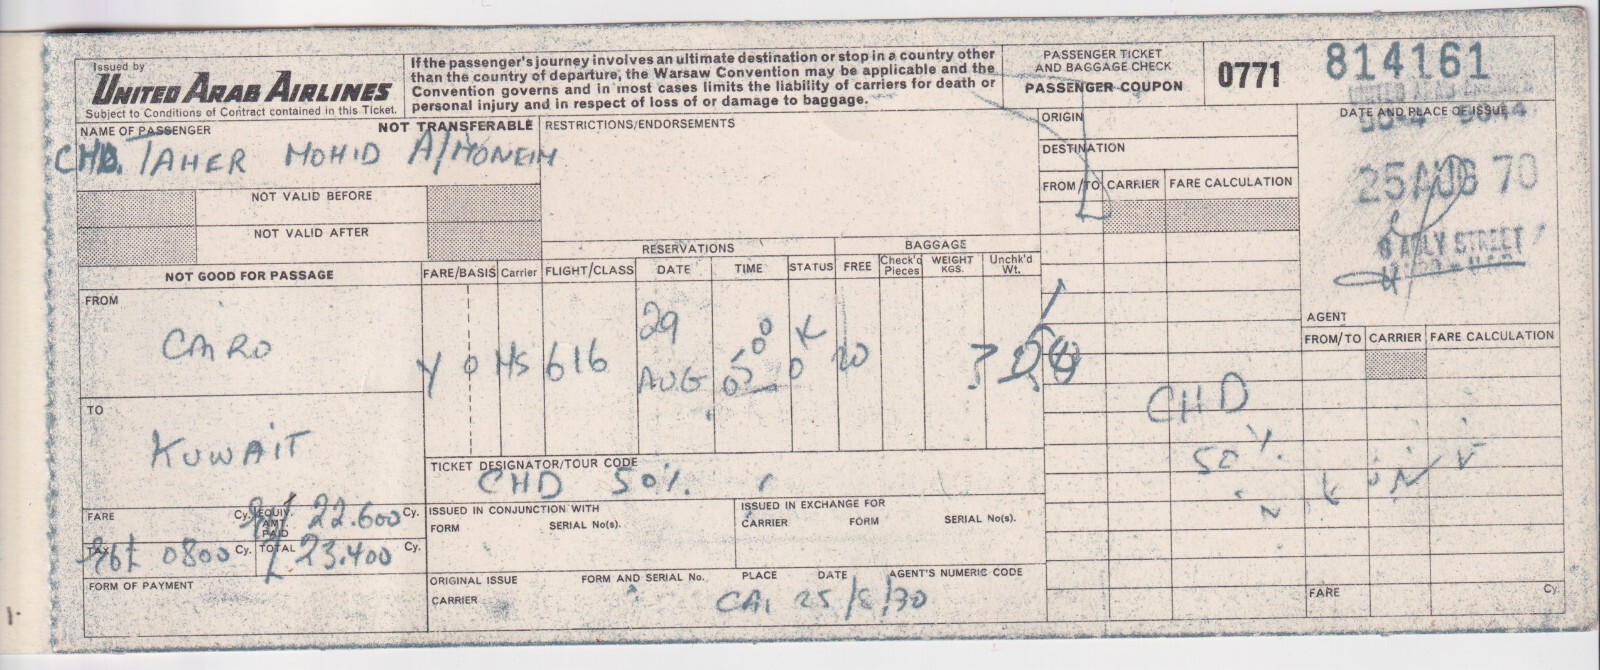 Issued by
UNITED ARAB AIRLINES
Subject to Conditions of Contract contained in this Ticket.
If the passenger's journey involves an ultimate destination or stop in a country other
than the country of departure, the Warsaw Convention may be applicable and the
Convention governs and in most cases limits the liability of carriers for death or
personal injury and in respect of loss of or damage to baggage.
PASSENGER TICKET
AND BAGGAGE CHECK
PASSENGER COUPON
0771
814161
NAME OF PASSENGER
NOT TRANSFERABLE
CHD. TAHER MOHID A/MONEIM
RESTRICTIONS/ENDORSEMENTS
ORIGIN
DESTINATION
FROM/TO CARRIER FARE CALCULATION
DATE AND PLACE OF ISSUE
25 AUG 70
ADLY STREET
AGENT
FROM/TO CARRIER FARE CALCULATION
NOT VALID BEFORE
NOT VALID AFTER
RESERVATIONS
BAGGAGE
NOT GOOD FOR PASSAGE
FARE/BASIS Carrier FLIGHT/CLASS DATE TIME STATUS FREE Check'd Pieces WEIGHT KGS. Unchk'd Wt.
FROM
CAIRO
Y O MS 616 29 AUG 0500 OK 20
TO
KUWAIT
CHD
50%
TICKET DESIGNATOR/TOUR CODE
CHD 50%
FARE Cy. EQUIV. AMT. PAID 22.600 Cy.
TAX 0800 Cy. TOTAL 23.400 Cy.
ISSUED IN CONJUNCTION WITH
FORM SERIAL No(s).
ISSUED IN EXCHANGE FOR
CARRIER FORM SERIAL No(s).
FORM OF PAYMENT
ORIGINAL ISSUE FORM AND SERIAL No. PLACE DATE AGENT'S NUMERIC CODE
CARRIER
CAI 25/8/70
FARE Cy.